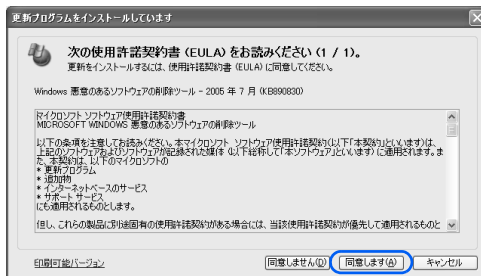 更新プログラムをインストールしています
次の使用許諾契約書 (EULA) をお読みください (1 / 1)。
更新をインストールするには、使用許諾契約書 (EULA) に同意してください。
Windows 悪意のあるソフトウェアの削除ツール - 2005 年 7 月 (KB890830)
マイクロソフト ソフトウェア使用許諾契約書
MICROSOFT WINDOWS 悪意のあるソフトウェアの削除ツール
以下の条項を注意してお読みください。本マイクロソフト ソフトウェア使用許諾契約(以下「本契約」といいます)は、
上記のソフトウェアおよびソフトウェアが記録された媒体 (以下総称して「本ソフトウェア」といいます) に適用されます。ま
た、本契約は、以下のマイクロソフトの
* 更新プログラム
* 追加物
* インターネットベースのサービス
* サポート サービス
にも適用されるものとします。
但し、これらの製品に別途固有の使用許諾契約がある場合には、当該使用許諾契約が優先して適用されるものと
印刷可能バージョン
同意しません(D)
同意します(A)
キャンセル